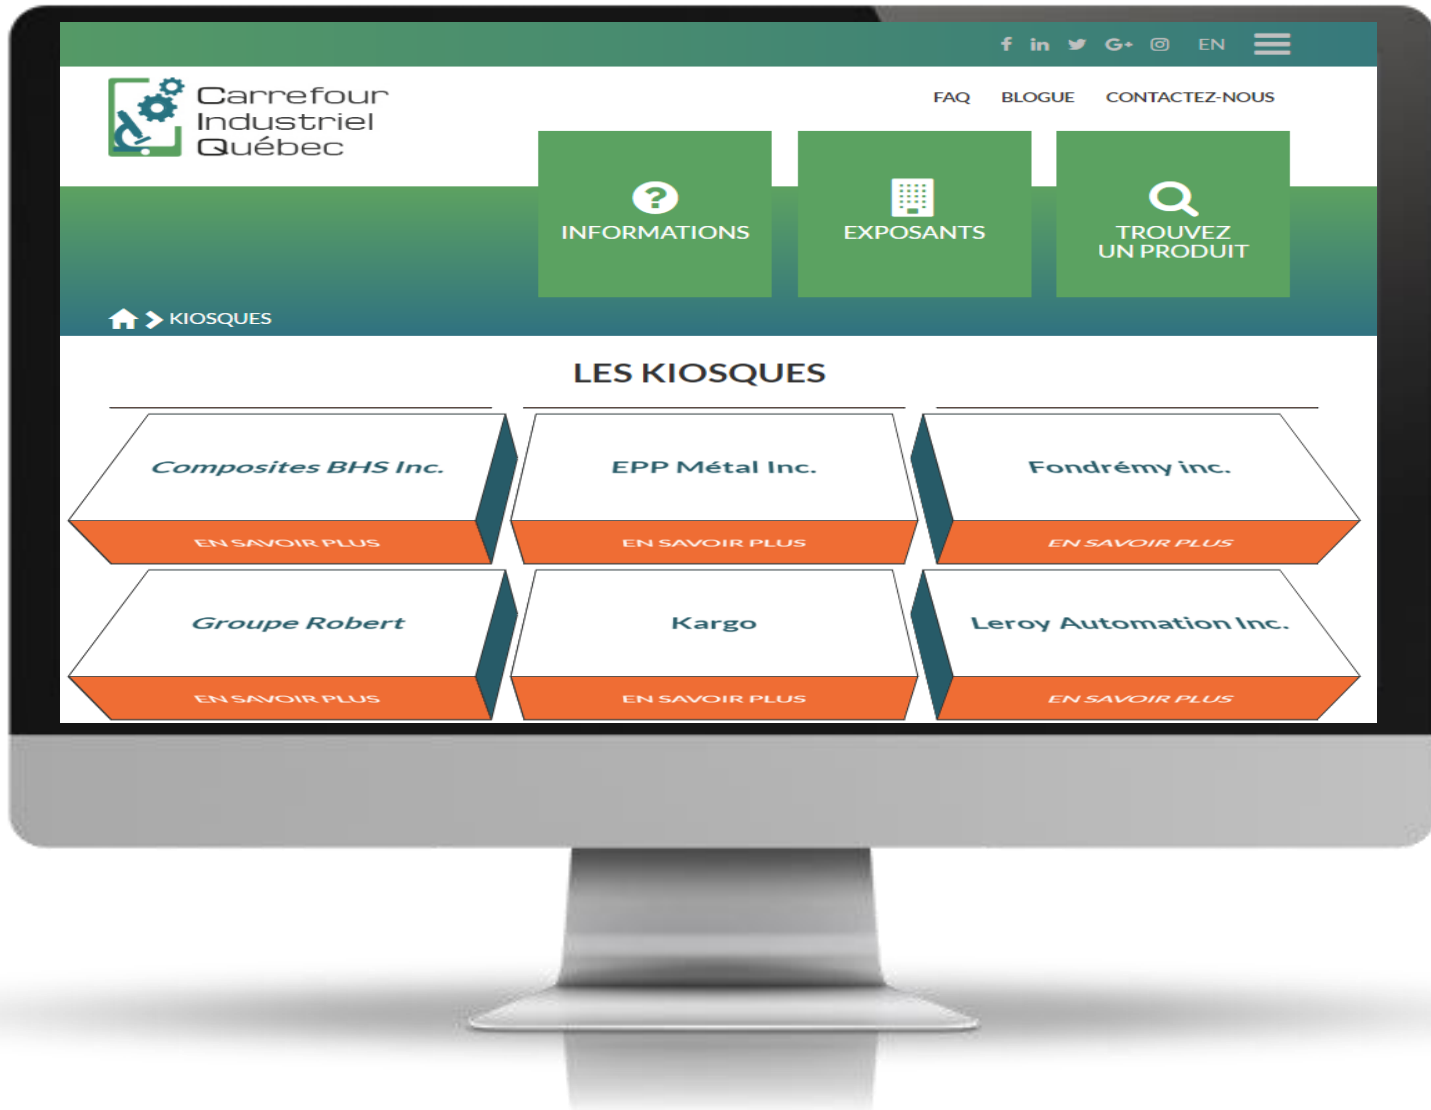 EN
Carrefour
Industriel
Québec
FAQ BLOGUE CONTACTEZ-NOUS
INFORMATIONS
EXPOSANTS
TROUVEZ
UN PRODUIT
KIOSQUES
LES KIOSQUES
Composites BHS Inc.
EPP Métal Inc.
Fondrémy inc.
EN SAVOIR PLUS
EN SAVOIR PLUS
EN SAVOIR PLUS
Groupe Robert
Kargo
Leroy Automation Inc.
EN SAVOIR PLUS
EN SAVOIR PLUS
EN SAVOIR PLUS